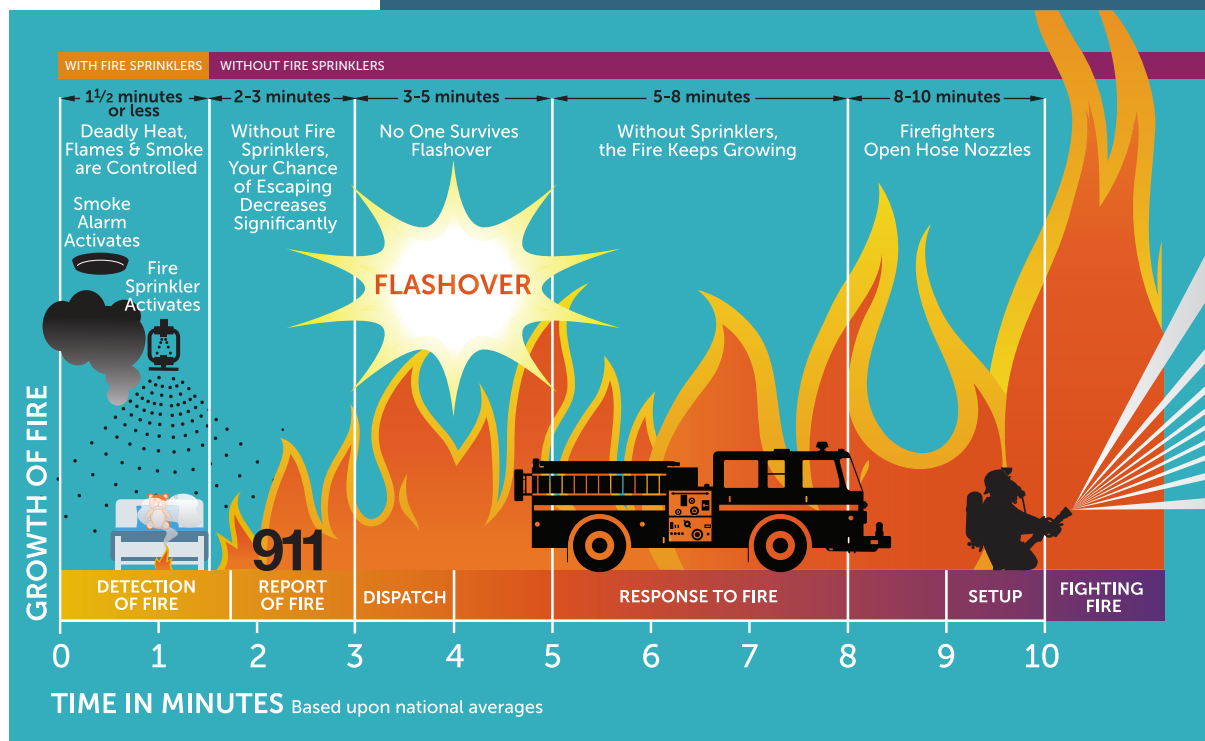 WITH FIRE SPRINKLERS
WITHOUT FIRE SPRINKLERS
1 1/2 minutes
or less
2-3 minutes
3-5 minutes
5-8 minutes
8-10 minutes
Deadly Heat,
Flames & Smoke
are Controlled
Without Fire
Sprinklers,
Your Chance
of Escaping
Decreases
Significantly
No One Survives
Flashover
Without Sprinklers,
the Fire Keeps Growing
Firefighters
Open Hose Nozzles
Smoke
Alarm
Activates
Fire
Sprinkler
Activates
FLASHOVER
GROWTH OF FIRE
911
DETECTION
OF FIRE
REPORT
OF FIRE
DISPATCH
RESPONSE TO FIRE
SETUP
FIGHTING
FIRE
0 1 2 3 4 5 6 7 8 9 10
TIME IN MINUTES Based upon national averages